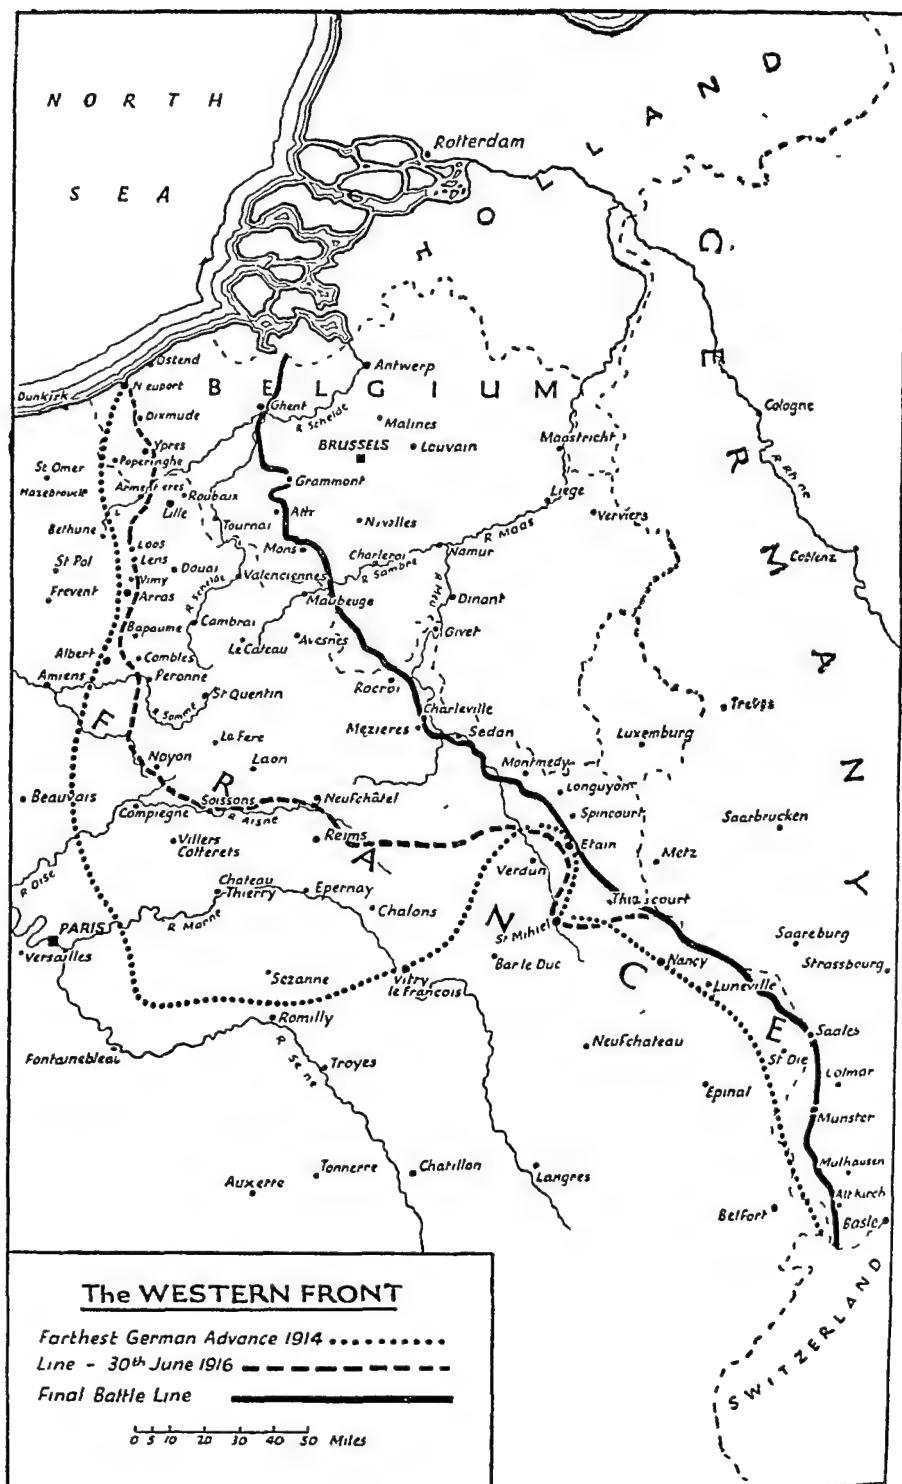 NORTH
SEA
HOLLAND
Rotterdam
GERMANY
Ostend
Dunkirk
Neuport
BELGIUM
Antwerp
Dixmude
Ghent
R Schelde
Malines
Cologne
Ypres
BRUSSELS
Louvain
Maastricht
R Rhine
St Omer
Poperinghe
Hazebrouck
Armentieres
Roubaix
Grammont
Liege
Lille
Bethune
Tournai
Nivelles
R Maas
Verviers
Loos
Mons
Charleroi
Namur
Coblenz
St Pol
Lens
Douai
R Sambre
Vimy
Valenciennes
R Schelde
Frevent
Arras
Maubeuge
Dinant
Bapaume
Cambrai
Le Cateau
Avesnes
Givet
Albert
Combles
Amiens
Peronne
Rocroi
St Quentin
R Somme
Charleville
Treves
FRANCE
Mezieres
Sedan
La Fere
Luxemburg
Noyon
Laon
Montmedy
Beauvais
Soissons
Neufchâtel
Longuyon
Compiegne
R Aisne
Spincourt
Saarbrucken
Villers
Cotterets
Reims
Etain
R Oise
Verdun
Metz
Chateau
Thierry
Epernay
Thiaucourt
Chalons
PARIS
R Marne
St Mihiel
Saareburg
Versailles
Bar le Duc
Nancy
Strassbourg
Sezanne
Vitry
le François
Luneville
Romilly
Saales
Fontainebleau
Neufchateau
St Die
R Seine
Troyes
Colmar
Epinal
Munster
Tonnerre
Chatillon
Langres
Mulhausen
Auxerre
Altkirch
Belfort
Basle
SWITZERLAND
The WESTERN FRONT
Farthest German Advance 1914
Line - 30th June 1916
Final Battle Line
0 5 10 20 30 40 50 Miles